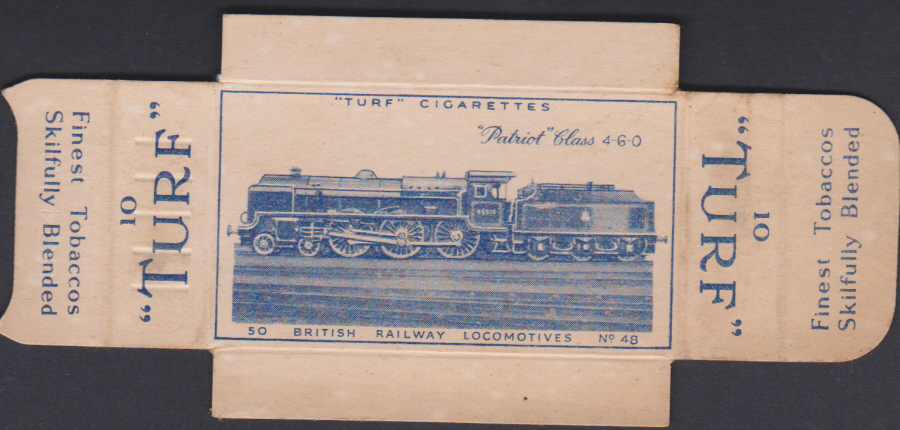 Finest Tobaccos
Skilfully Blended
10
"TURF"
"TURF" CIGARETTES
"Patriot" Class 4-6-0
50 BRITISH RAILWAY LOCOMOTIVES Nº 48
"TURF"
10
Finest Tobaccos
Skilfully Blended